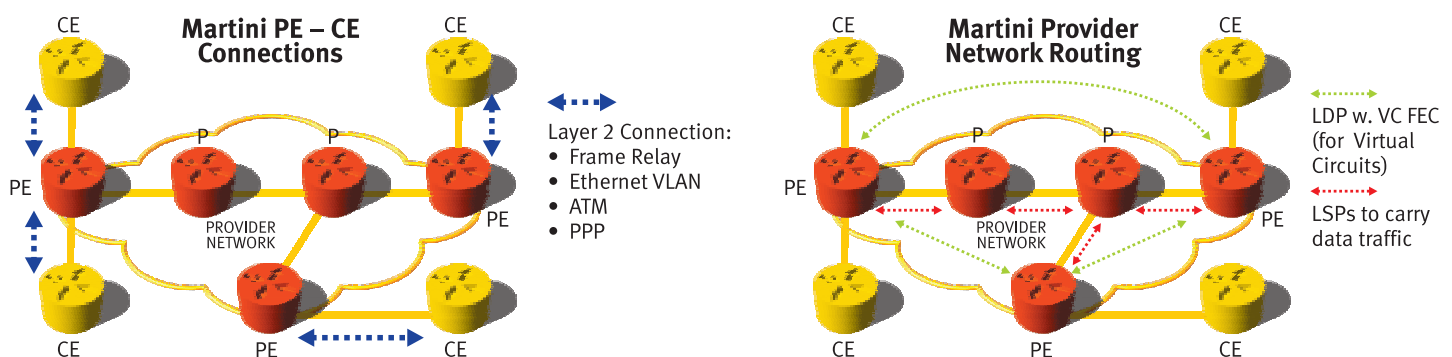 Martini PE – CE
Connections
CE
CE
P
P
PE
PE
PROVIDER
NETWORK
CE
PE
CE
Layer 2 Connection:
• Frame Relay
• Ethernet VLAN
• ATM
• PPP
Martini Provider
Network Routing
CE
CE
P
P
PE
PE
PROVIDER
NETWORK
CE
PE
CE
LDP w. VC FEC
(for Virtual
Circuits)
LSPs to carry
data traffic